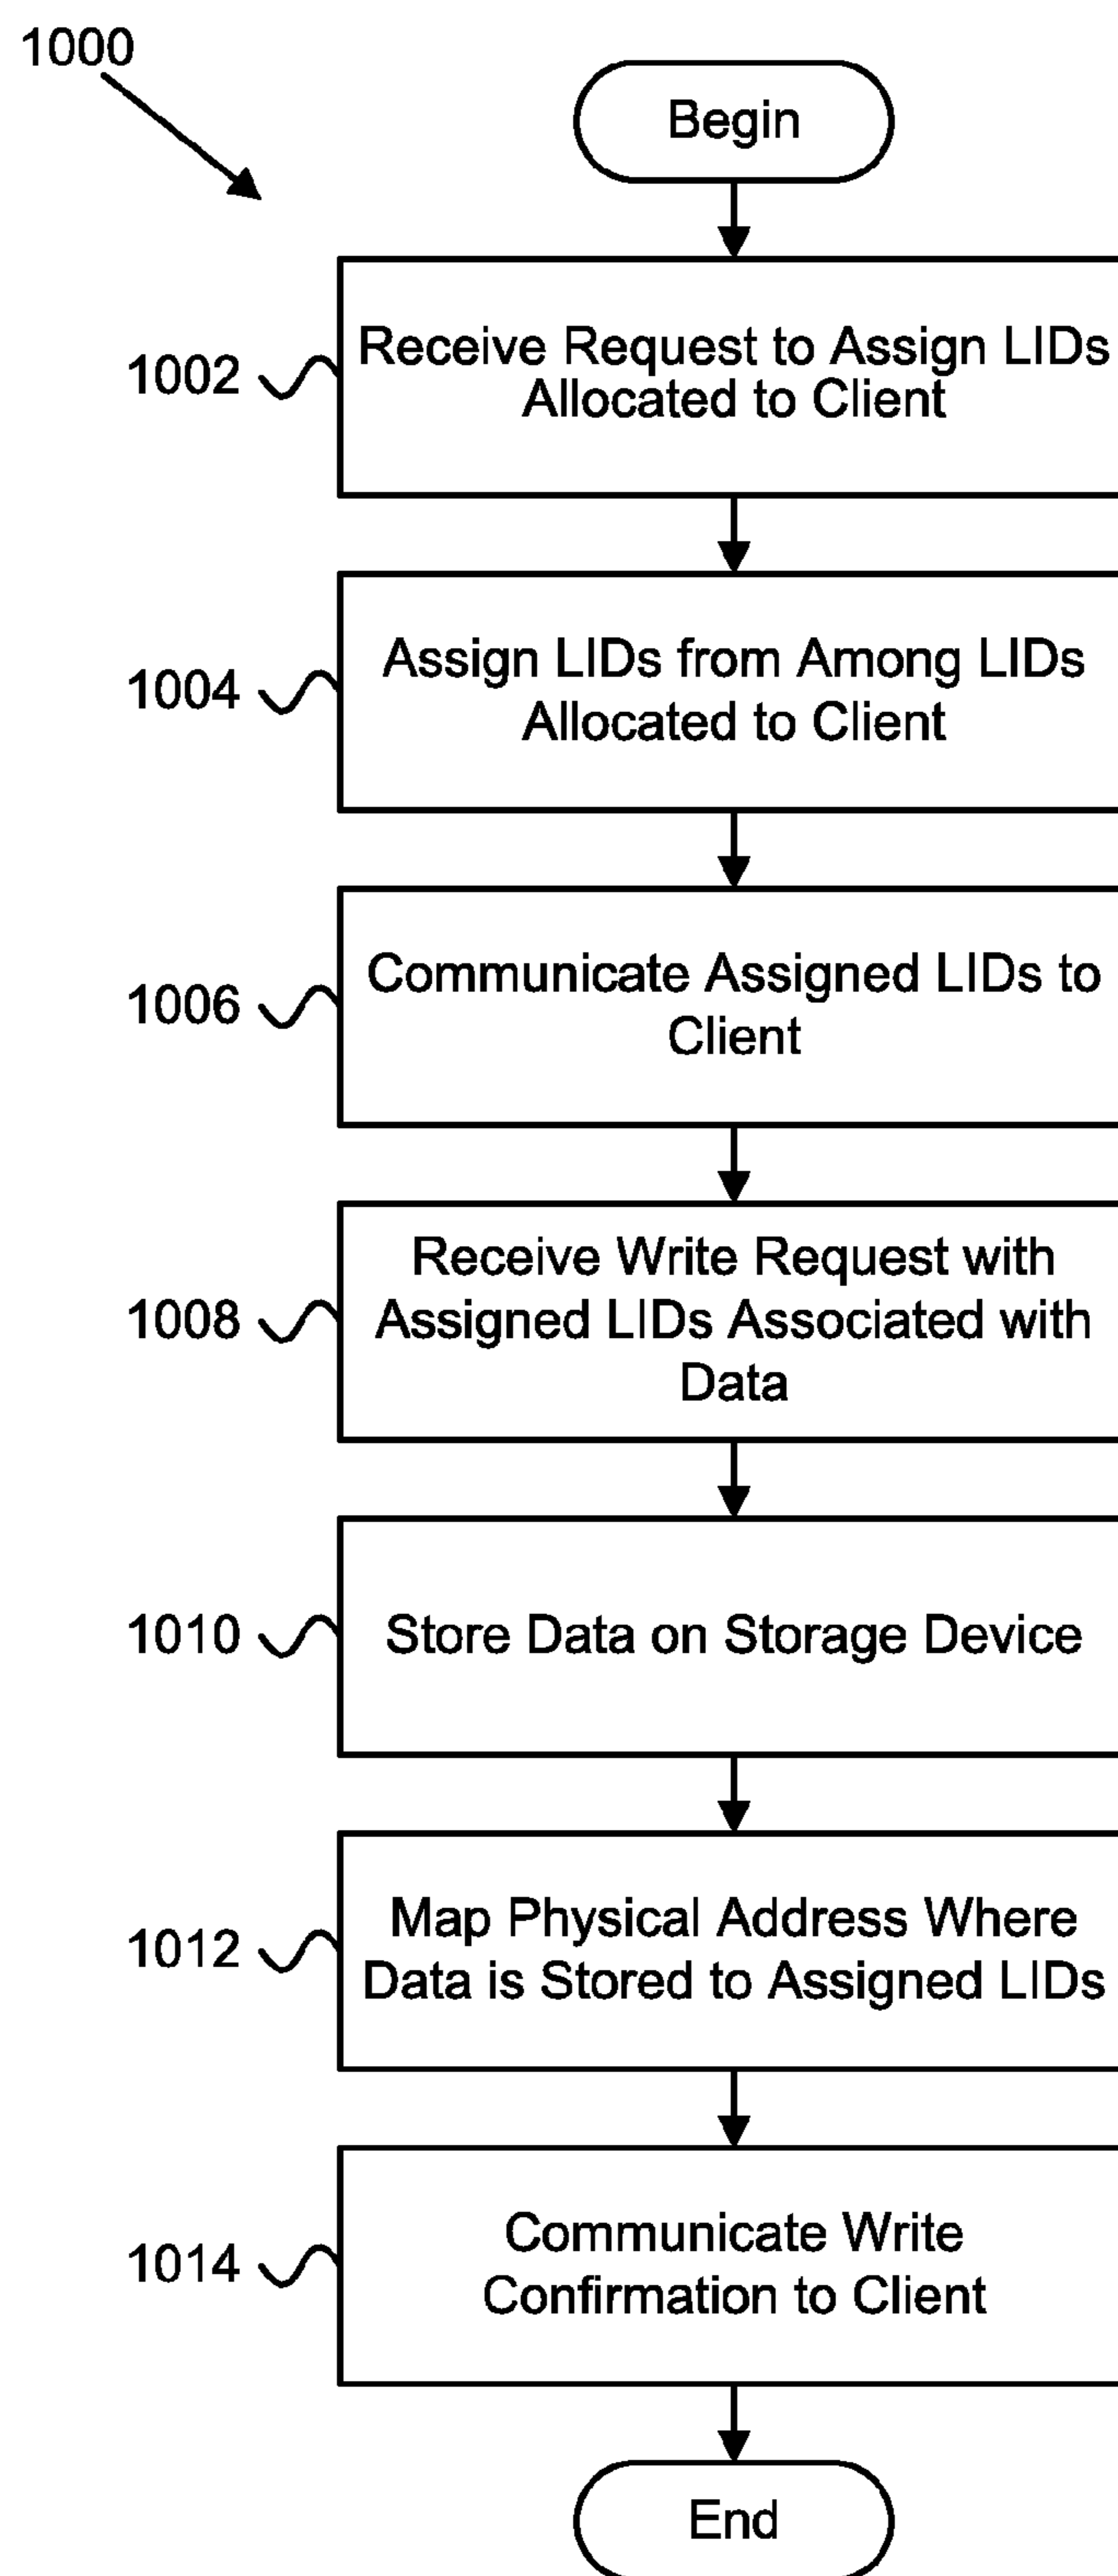 1000
Begin
1002
Receive Request to Assign LIDs
Allocated to Client
1004
Assign LIDs from Among LIDs
Allocated to Client
1006
Communicate Assigned LIDs to
Client
1008
Receive Write Request with
Assigned LIDs Associated with
Data
1010
Store Data on Storage Device
1012
Map Physical Address Where
Data is Stored to Assigned LIDs
1014
Communicate Write
Confirmation to Client
End